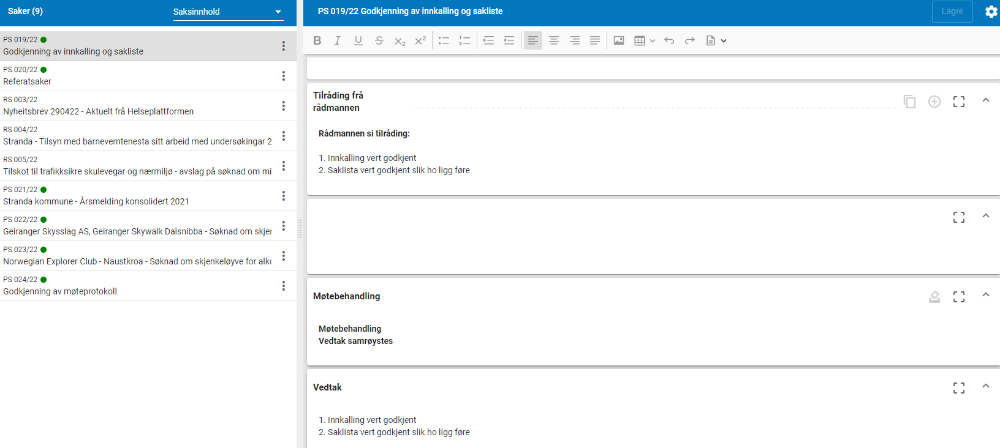 Saker (9)
Saksinnhold
PS 019/22
Godkjenning av innkalling og sakliste
PS 020/22
Referatsaker
RS 003/22
Nyheitsbrev 290422 - Aktuelt frå Helseplattformen
RS 004/22
Stranda - Tilsyn med barneverntenesta sitt arbeid med undersøkingar 2
RS 005/22
Tilskot til trafikksikre skulevegar og nærmiljø - avslag på søknad om mi
PS 021/22
Stranda kommune - Årsmelding konsolidert 2021
PS 022/22
Geiranger Skysslag AS, Geiranger Skywalk Dalsnibba - Søknad om skjer
PS 023/22
Norwegian Explorer Club - Naustkroa - Søknad om skjenkeløyve for alko
PS 024/22
Godkjenning av møteprotokoll
PS 019/22 Godkjenning av innkalling og sakliste
Lagre
B I U S X2 X2
Tilråding frå
rådmannen
Rådmannen si tilråding:
1. Innkalling vert godkjent
2. Saklista vert godkjent slik ho ligg føre
Møtebehandling
Møtebehandling
Vedtak samrøystes
Vedtak
1. Innkalling vert godkjent
2. Saklista vert godkjent slik ho ligg føre